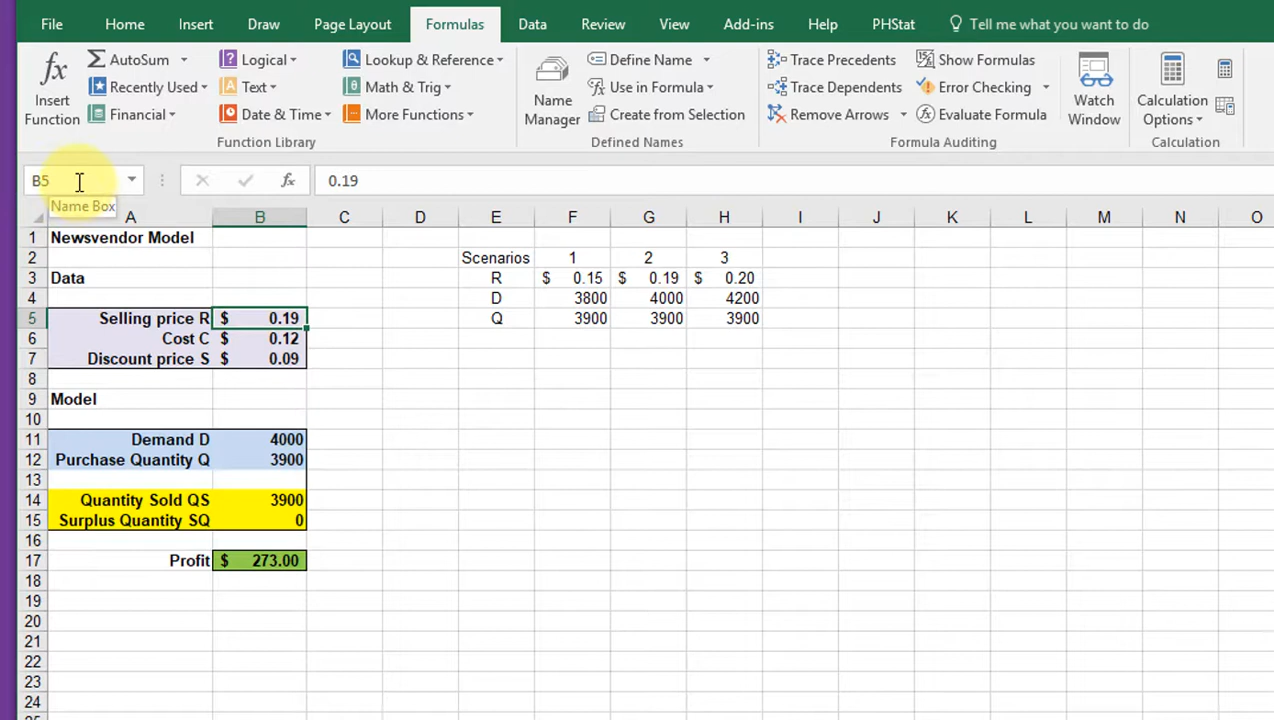 File Home Insert Draw Page Layout Formulas Data Review View Add-ins Help PHStat Tell me what you want to do
fx Insert Function
AutoSum
Recently Used
Financial
Logical
Text
Date & Time
Lookup & Reference
Math & Trig
More Functions
Function Library
Name Manager
Define Name
Use in Formula
Create from Selection
Defined Names
Trace Precedents
Trace Dependents
Remove Arrows
Show Formulas
Error Checking
Evaluate Formula
Formula Auditing
Watch Window
Calculation Options
Calculation
B5 fx 0.19
Name Box
A B C D E F G H I J K L M N O
1 Newsvendor Model
2 Scenarios 1 2 3
3 Data R $ 0.15 $ 0.19 $ 0.20
4 D 3800 4000 4200
5 Selling price R $ 0.19 Q 3900 3900 3900
6 Cost C $ 0.12
7 Discount price S $ 0.09
8
9 Model
10
11 Demand D 4000
12 Purchase Quantity Q 3900
13
14 Quantity Sold QS 3900
15 Surplus Quantity SQ 0
16
17 Profit $ 273.00
18
19
20
21
22
23
24